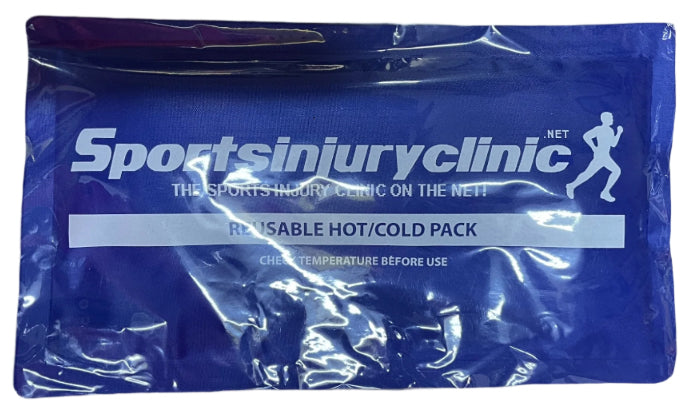 Sportsinjuryclinic
.NET
THE SPORTS INJURY CLINIC ON THE NET!
REUSABLE HOT/COLD PACK
CHECK TEMPERATURE BEFORE USE